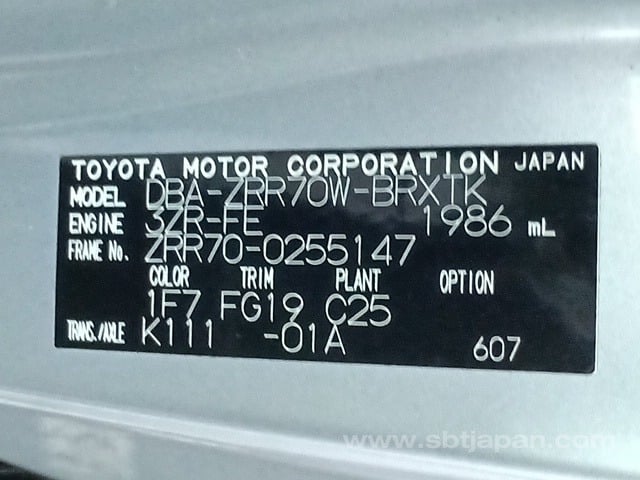 TOYOTA MOTOR CORPORATION JAPAN
MODEL DBA-ZRR70W-BRXTK
ENGINE 3ZR-FE 1986 mL
FRAME No. ZRR70-0255147
COLOR TRIM PLANT OPTION
1F7 FG19 C25
TRANS./AXLE K111 -01A 607
www.sbtjapan.com